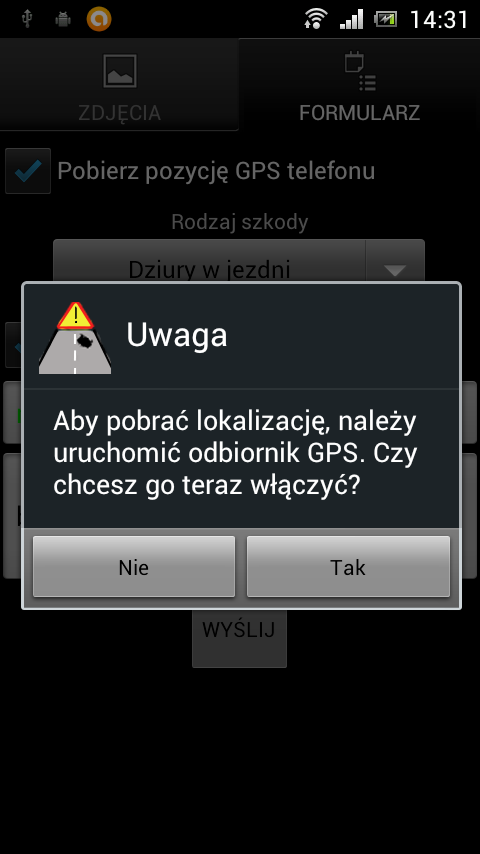 14:31
ZDJĘCIA
FORMULARZ
Pobierz pozycję GPS telefonu
Rodzaj szkody
Dziury w jezdni
Uwaga
Aby pobrać lokalizację, należy
uruchomić odbiornik GPS. Czy
chcesz go teraz włączyć?
Nie
Tak
WYŚLIJ